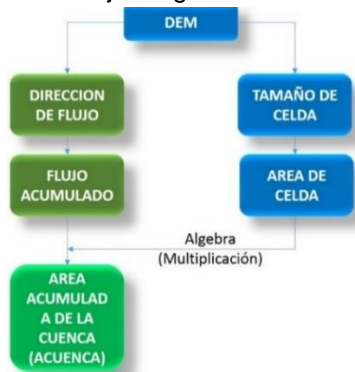 DEM
DIRECCION
DE FLUJO
TAMAÑO DE
CELDA
FLUJO
ACUMULADO
AREA DE
CELDA
Algebra
(Multiplicación)
AREA
ACUMULAD
A DE LA
CUENCA
(ACUENCA)